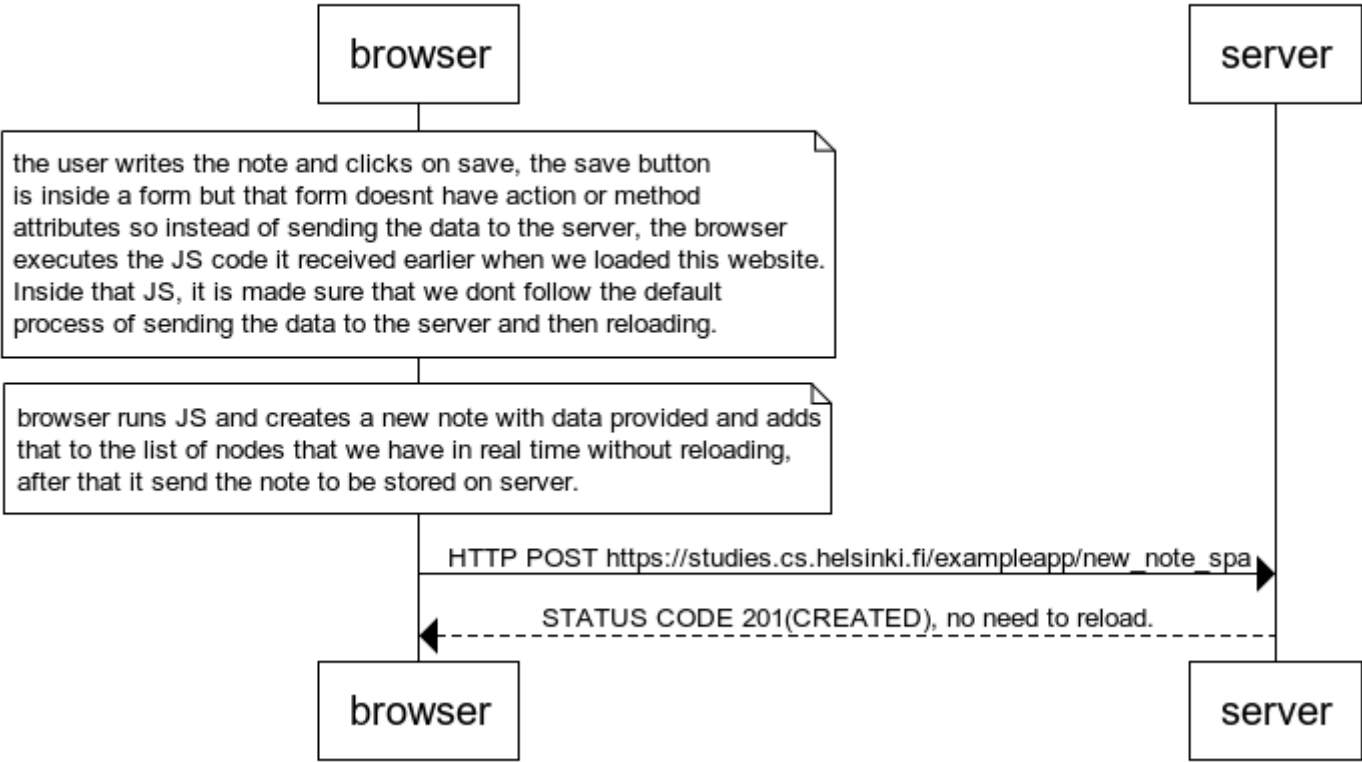 browser
server
the user writes the note and clicks on save, the save button
is inside a form but that form doesnt have action or method
attributes so instead of sending the data to the server, the browser
executes the JS code it received earlier when we loaded this website.
Inside that JS, it is made sure that we dont follow the default
process of sending the data to the server and then reloading.
browser runs JS and creates a new note with data provided and adds
that to the list of nodes that we have in real time without reloading,
after that it send the note to be stored on server.
HTTP POST https://studies.cs.helsinki.fi/exampleapp/new_note_spa
STATUS CODE 201(CREATED), no need to reload.
browser
server